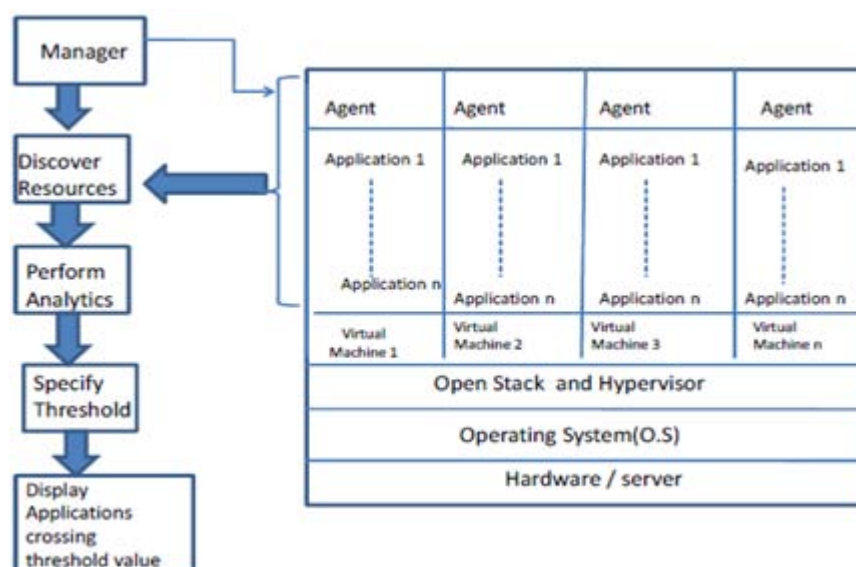 Manager
Discover
Resources
Perform
Analytics
Specify
Threshold
Display
Applications
crossing
threshold value
Agent Agent Agent Agent
Application 1 Application 1 Application 1 Application 1
Application n Application n Application n Application n
Virtual
Machine 1
Virtual
Machine 2
Virtual
Machine 3
Virtual
Machine n
Open Stack and Hypervisor
Operating System(O.S)
Hardware / server